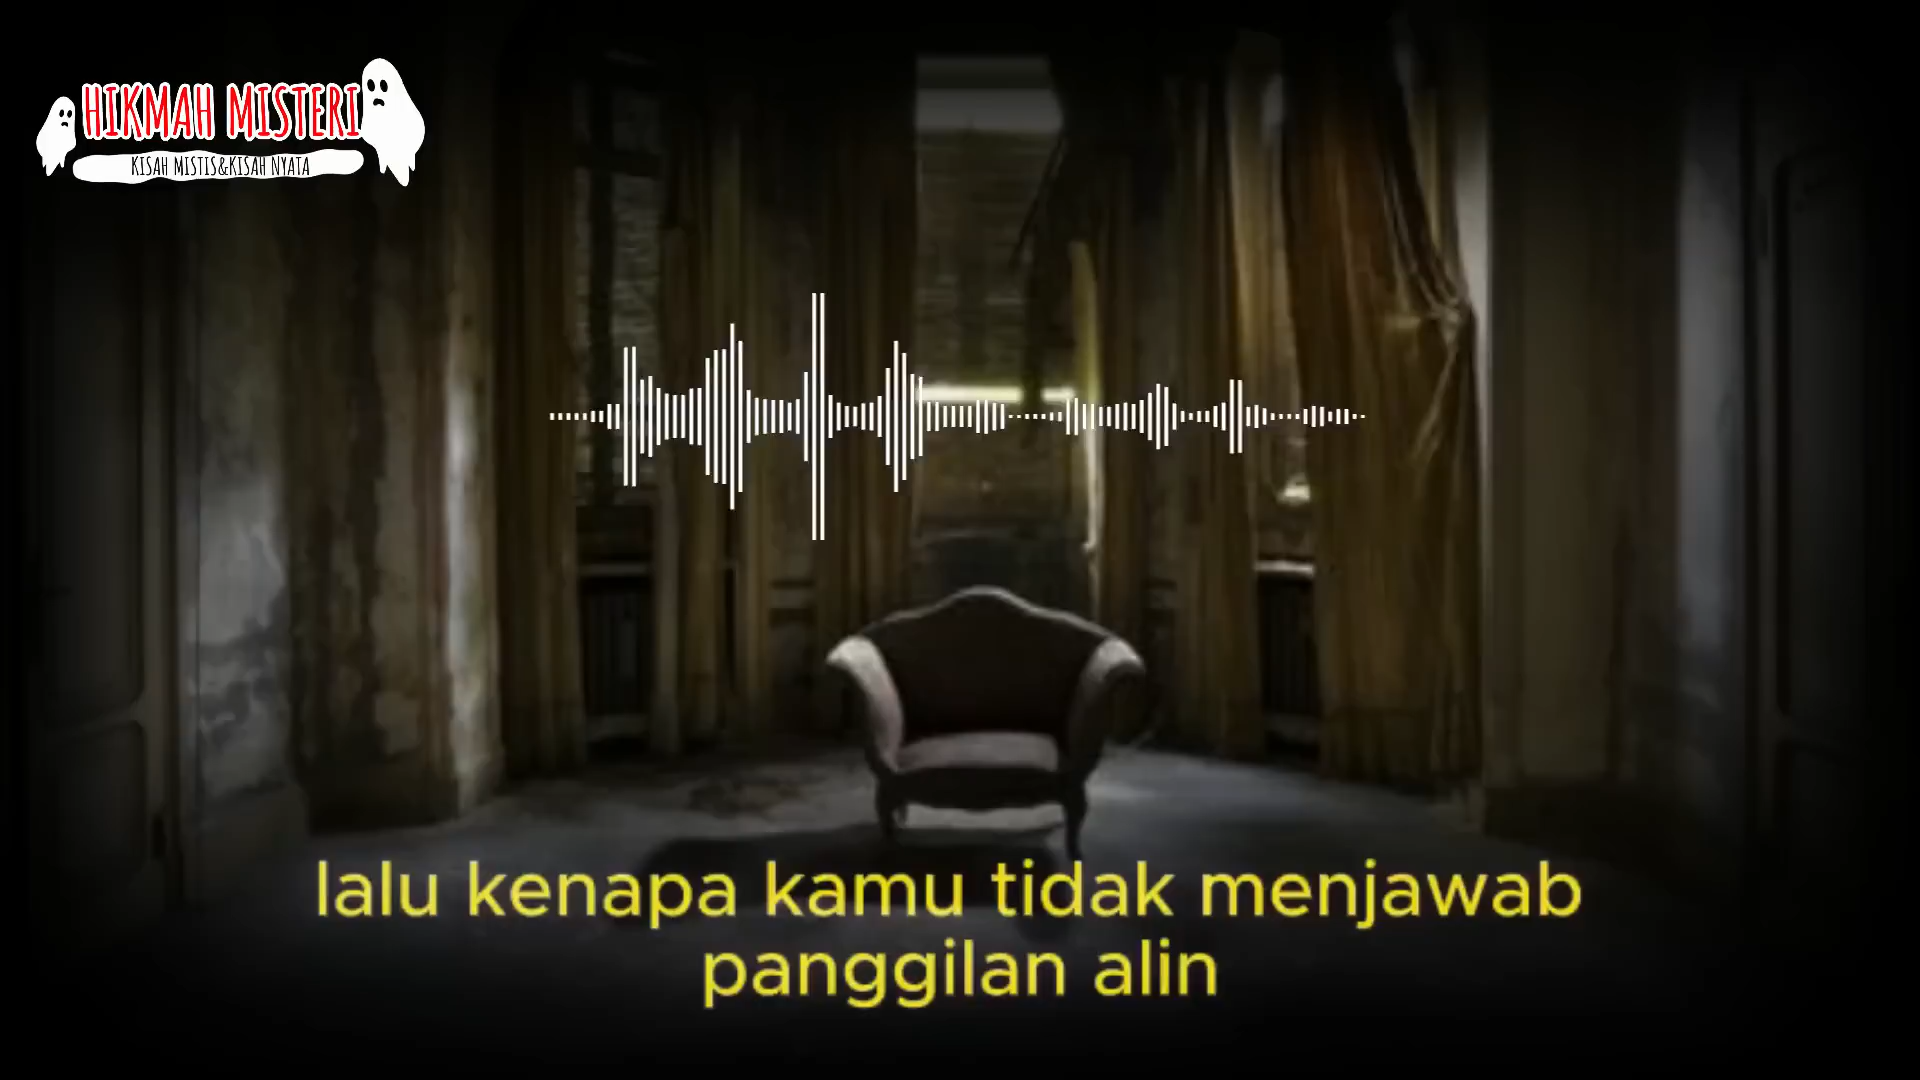 HIKMAH MISTERI
KISAH MISTIS&KISAH NYATA
lalu kenapa kamu tidak menjawab
panggilan alin